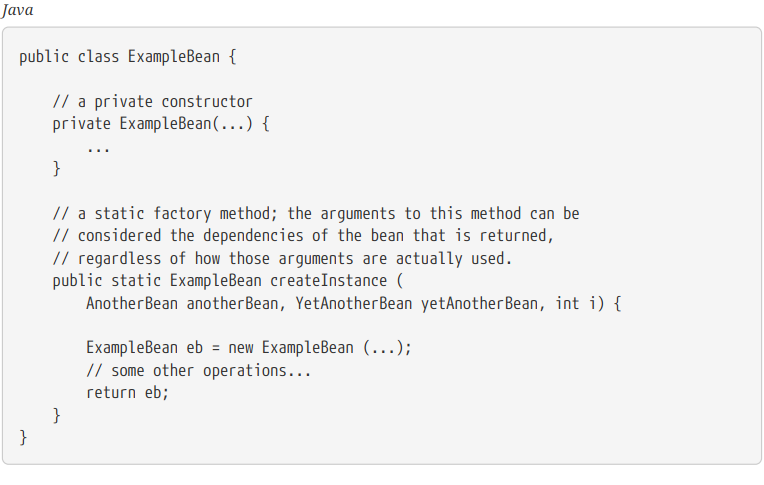 Java
public class ExampleBean {
// a private constructor
private ExampleBean(...) {
...
}
// a static factory method; the arguments to this method can be
// considered the dependencies of the bean that is returned,
// regardless of how those arguments are actually used.
public static ExampleBean createInstance (
AnotherBean anotherBean, YetAnotherBean yetAnotherBean, int i) {
ExampleBean eb = new ExampleBean (...);
// some other operations...
return eb;
}
}